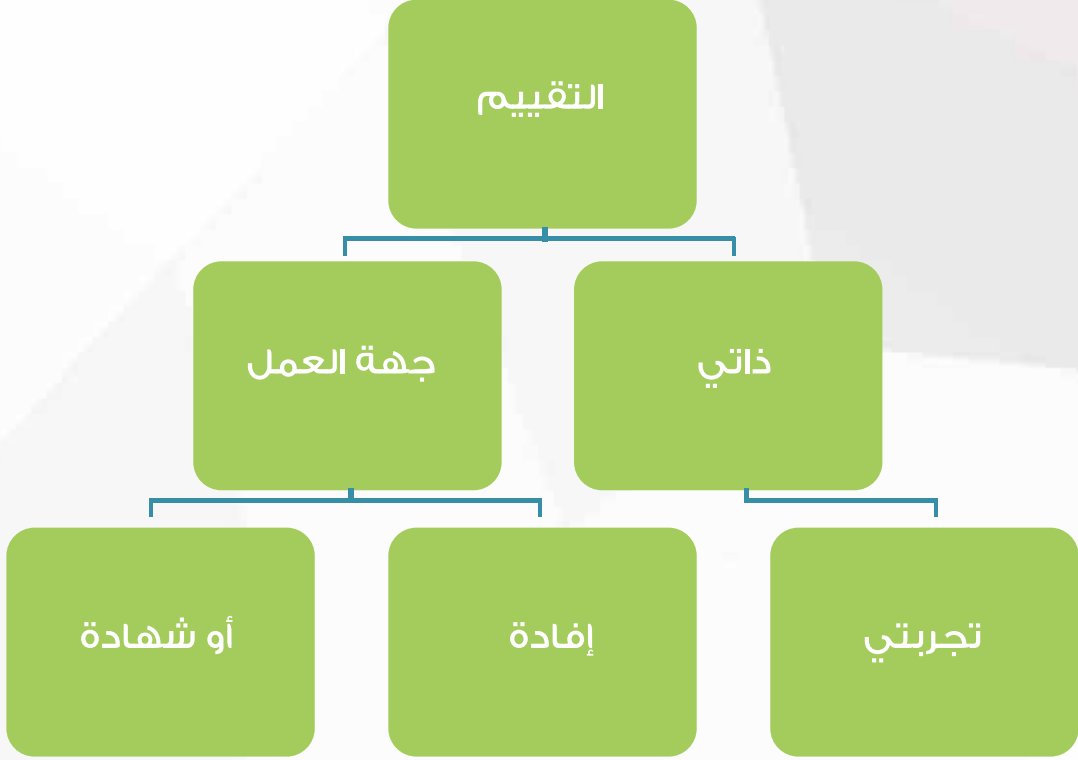 التقييم
ذاتي
جهة العمل
تجربتي
إفادة
أو شهادة